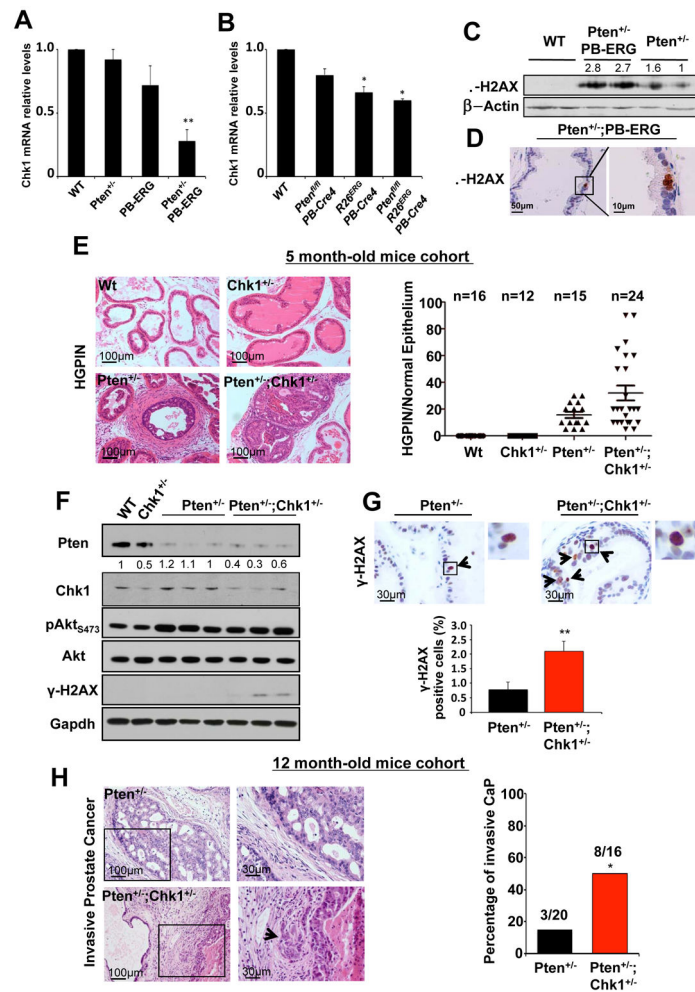 A
Chk1 mRNA relative levels
1.0
0.5
0
**
WT
Pten+/-
PB-ERG
Pten+/-
PB-ERG
B
Chk1 mRNA relative levels
1.0
0.5
0
*
*
WT
Ptenfl/fl
PB-Cre4
R26ERG
PB-Cre4
Ptenfl/fl
R26ERG
PB-Cre4
C
WT
Pten+/-
PB-ERG
Pten+/-
2.8 2.7 1.6 1
.-H2AX
β-Actin
D
Pten+/-;PB-ERG
.-H2AX
50μm
10μm
E
5 month-old mice cohort
HGPIN
Wt
100μm
Chk1+/-
100μm
Pten+/-
100μm
Pten+/-;Chk1+/-
100μm
HGPIN/Normal Epithelium
100
80
60
40
20
0
n=16 n=12 n=15 n=24
Wt Chk1+/- Pten+/- Pten+/-;
Chk1+/-
F
WT Chk1+/- Pten+/- Pten+/-;Chk1+/-
Pten
1 0.5 1.2 1.1 1 0.4 0.3 0.6
Chk1
pAktS473
Akt
γ-H2AX
Gapdh
G
Pten+/- Pten+/-;Chk1+/-
γ-H2AX
30μm
30μm
γ-H2AX
positive cells (%)
3.0
2.5
2.0
1.5
1.0
0.5
0
**
Pten+/- Pten+/-;
Chk1+/-
12 month-old mice cohort
H
Invasive Prostate Cancer
Pten+/-
100μm
30μm
Pten+/-;Chk1+/-
100μm
30μm
Percentage of invasive CaP
100
75
50
25
0
3/20
8/16
*
Pten+/- Pten+/-;
Chk1+/-